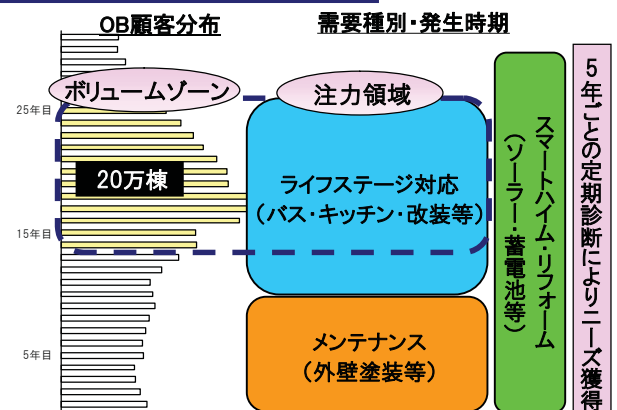 OB顧客分布
需要種別・発生時期
ボリュームゾーン
注力領域
25年目
20万棟
15年目
5年目
ライフステージ対応
（バス・キッチン・改装等）
メンテナンス
（外壁塗装等）
スマートハイム・リフォーム
（ソーラー・蓄電池等）
5年ごとの定期診断によりニーズ獲得